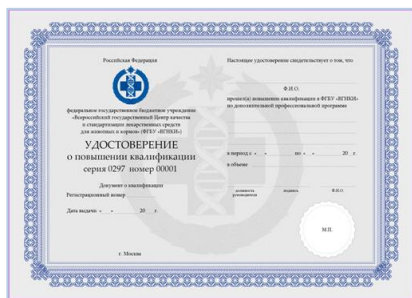 Российская Федерация
федеральное государственное бюджетное учреждение
«Всероссийский государственный Центр качества
и стандартизации лекарственных средств
для животных и кормов» (ФГБУ «ВГНКИ»)
УДОСТОВЕРЕНИЕ
о повышении квалификации
серия 0297 номер 00001
Документ о квалификации
Регистрационный номер
Дата выдачи: « » 20 г.
г. Москва
Настоящее удостоверение свидетельствует о том, что
Ф.И.О.
прошел(а) повышение квалификации в ФГБУ «ВГНКИ»
по дополнительной профессиональной программе
в период с « » по « » 20 г.
в объеме
должность руководителя
подпись
Ф.И.О.
М.П.